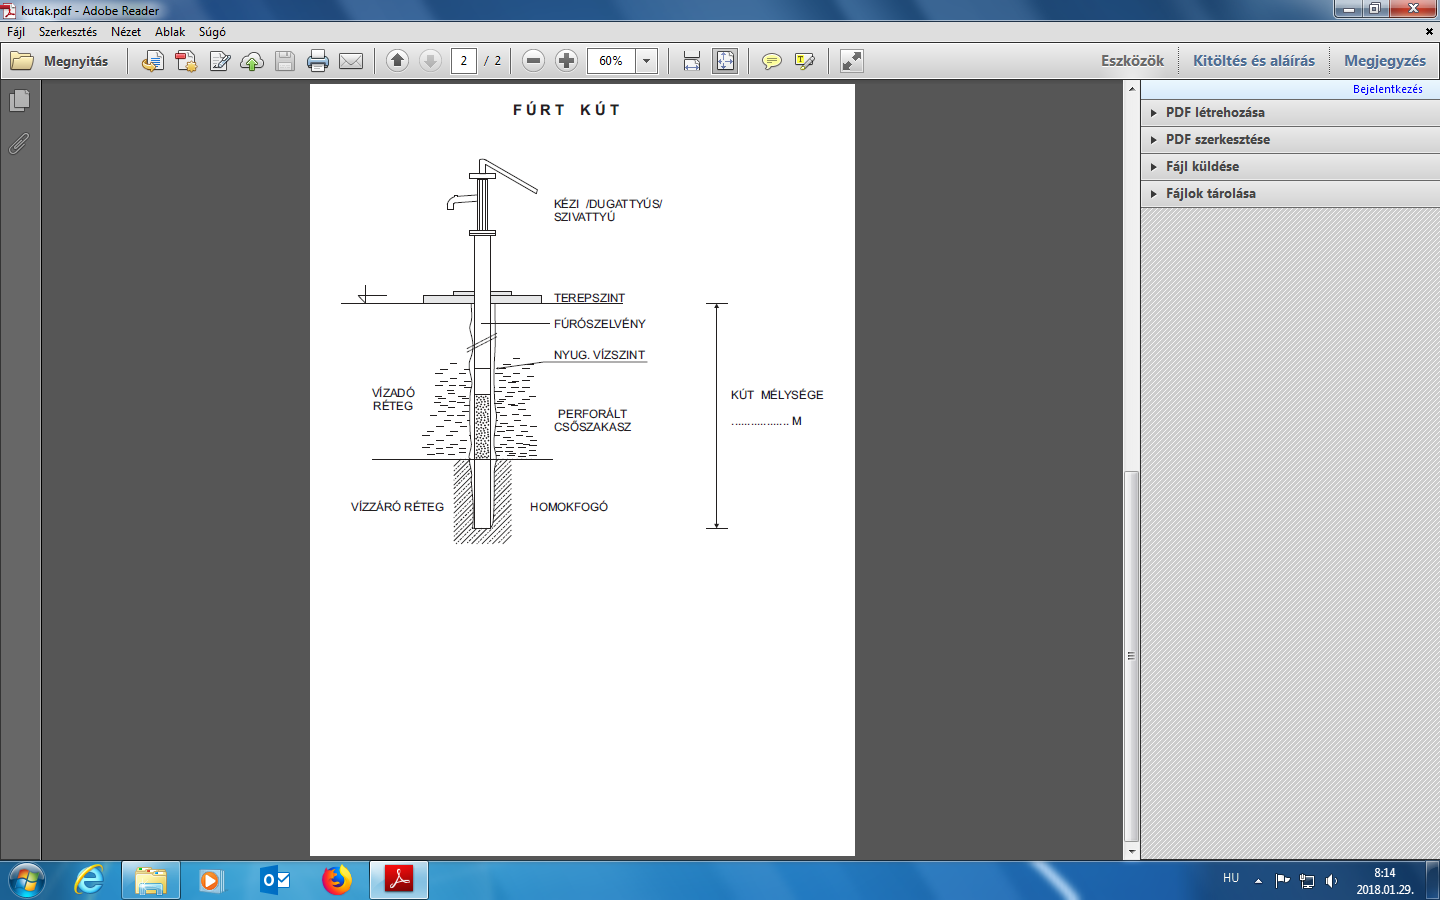 kutak.pdf - Adobe Reader
Fájl Szerkesztés Nézet Ablak Súgó
Megnyitás
2 / 2
60%
Eszközök
Kitöltés és aláírás
Megjegyzés
Bejelentkezés
PDF létrehozása
PDF szerkesztése
Fájl küldése
Fájlok tárolása
FÚRT KÚT
KÉZI /DUGATTYÚS/
SZIVATTYÚ
TEREPSZINT
FÚRÓSZELVÉNY
NYUG. VÍZSZINT
VÍZADÓ
RÉTEG
PERFORÁLT
CSŐSZAKASZ
KÚT MÉLYSÉGE
.................. M
VÍZZÁRÓ RÉTEG
HOMOKFOGÓ
HU
8:14
2018.01.29.